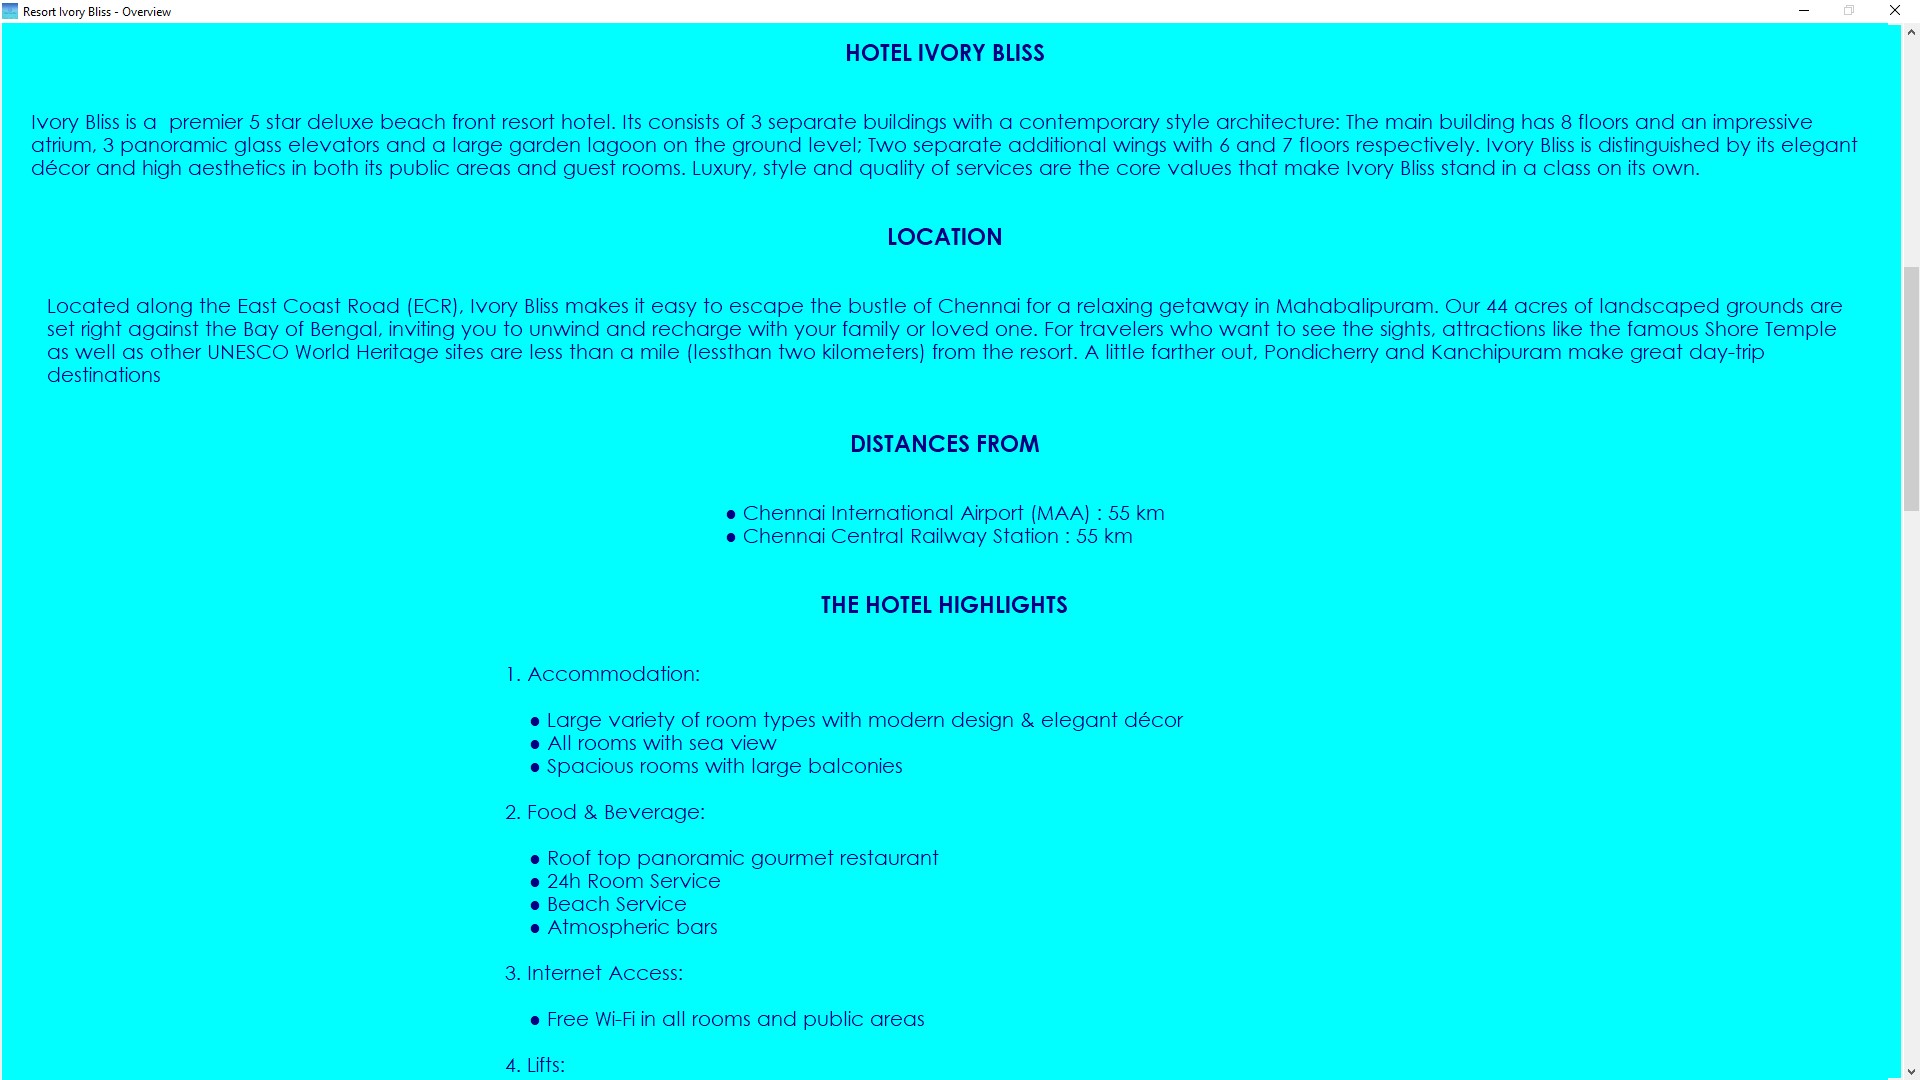 Resort Ivory Bliss - Overview
HOTEL IVORY BLISS
Ivory Bliss is a  premier 5 star deluxe beach front resort hotel. Its consists of 3 separate buildings with a contemporary style architecture: The main building has 8 floors and an impressive
atrium, 3 panoramic glass elevators and a large garden lagoon on the ground level; Two separate additional wings with 6 and 7 floors respectively. Ivory Bliss is distinguished by its elegant
décor and high aesthetics in both its public areas and guest rooms. Luxury, style and quality of services are the core values that make Ivory Bliss stand in a class on its own.
LOCATION
Located along the East Coast Road (ECR), Ivory Bliss makes it easy to escape the bustle of Chennai for a relaxing getaway in Mahabalipuram. Our 44 acres of landscaped grounds are
set right against the Bay of Bengal, inviting you to unwind and recharge with your family or loved one. For travelers who want to see the sights, attractions like the famous Shore Temple
as well as other UNESCO World Heritage sites are less than a mile (lessthan two kilometers) from the resort. A little farther out, Pondicherry and Kanchipuram make great day-trip
destinations
DISTANCES FROM
● Chennai International Airport (MAA) : 55 km
● Chennai Central Railway Station : 55 km
THE HOTEL HIGHLIGHTS
1. Accommodation:
● Large variety of room types with modern design & elegant décor
● All rooms with sea view
● Spacious rooms with large balconies
2. Food & Beverage:
● Roof top panoramic gourmet restaurant
● 24h Room Service
● Beach Service
● Atmospheric bars
3. Internet Access:
● Free Wi-Fi in all rooms and public areas
4. Lifts: